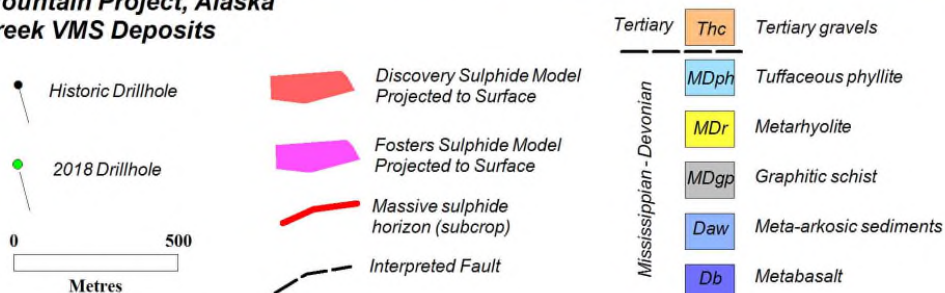 Mountain Project, Alaska
Creek VMS Deposits
Historic Drillhole
2018 Drillhole
0 500
Metres
Discovery Sulphide Model
Projected to Surface
Fosters Sulphide Model
Projected to Surface
Massive sulphide
horizon (subcrop)
Interpreted Fault
Tertiary Thc Tertiary gravels
Mississippian - Devonian
MDph Tuffaceous phyllite
MDr Metarhyolite
MDgp Graphitic schist
Daw Meta-arkosic sediments
Db Metabasalt